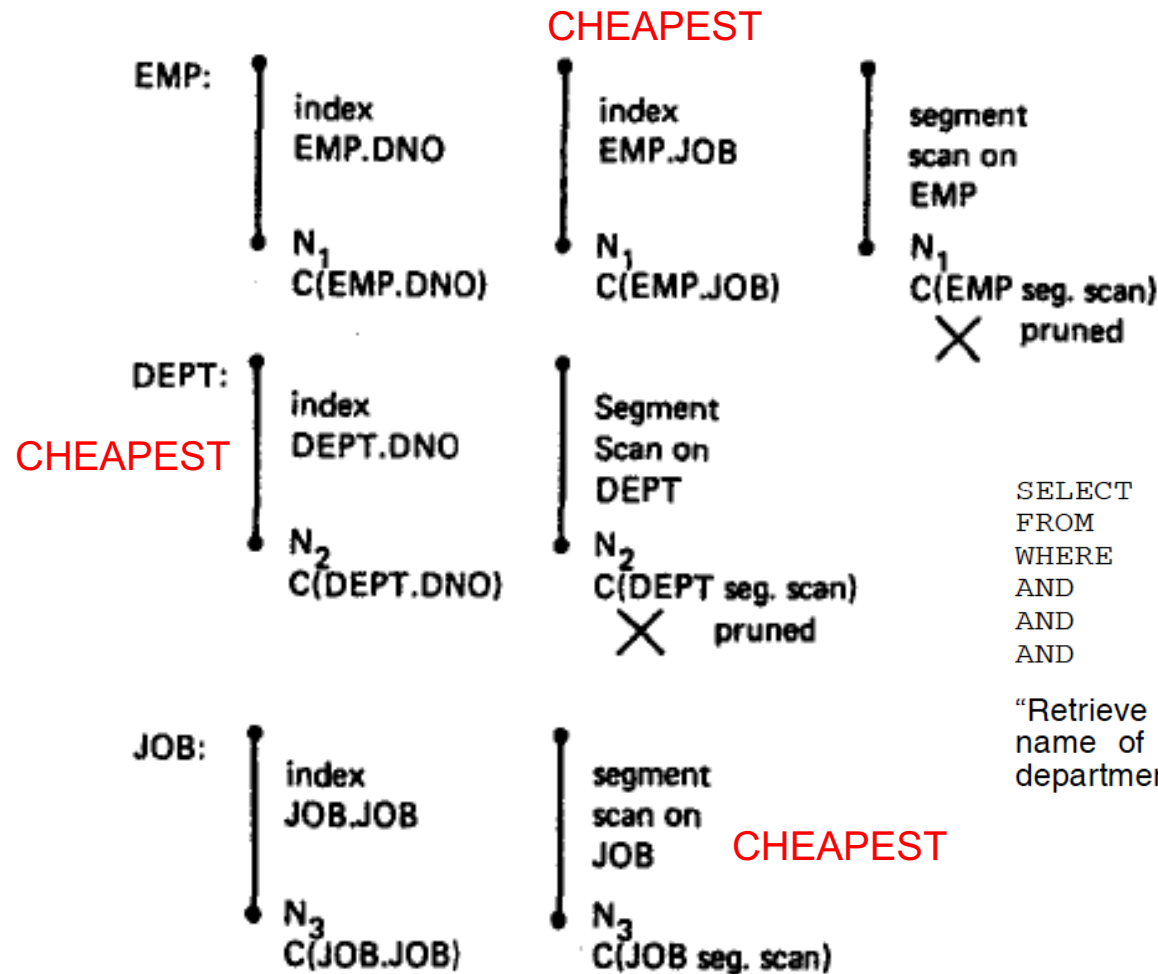 CHEAPEST
EMP:
index
EMP.DNO
N1
C(EMP.DNO)
index
EMP.JOB
N1
C(EMP.JOB)
segment
scan on
EMP
N1
C(EMP seg. scan)
pruned
DEPT:
CHEAPEST
index
DEPT.DNO
N2
C(DEPT.DNO)
Segment
Scan on
DEPT
N2
C(DEPT seg. scan)
pruned
SELECT
FROM
WHERE
AND
AND
AND
“Retrieve
name of
departmen
JOB:
index
JOB.JOB
N3
C(JOB.JOB)
segment
scan on
JOB
CHEAPEST
N3
C(JOB seg. scan)